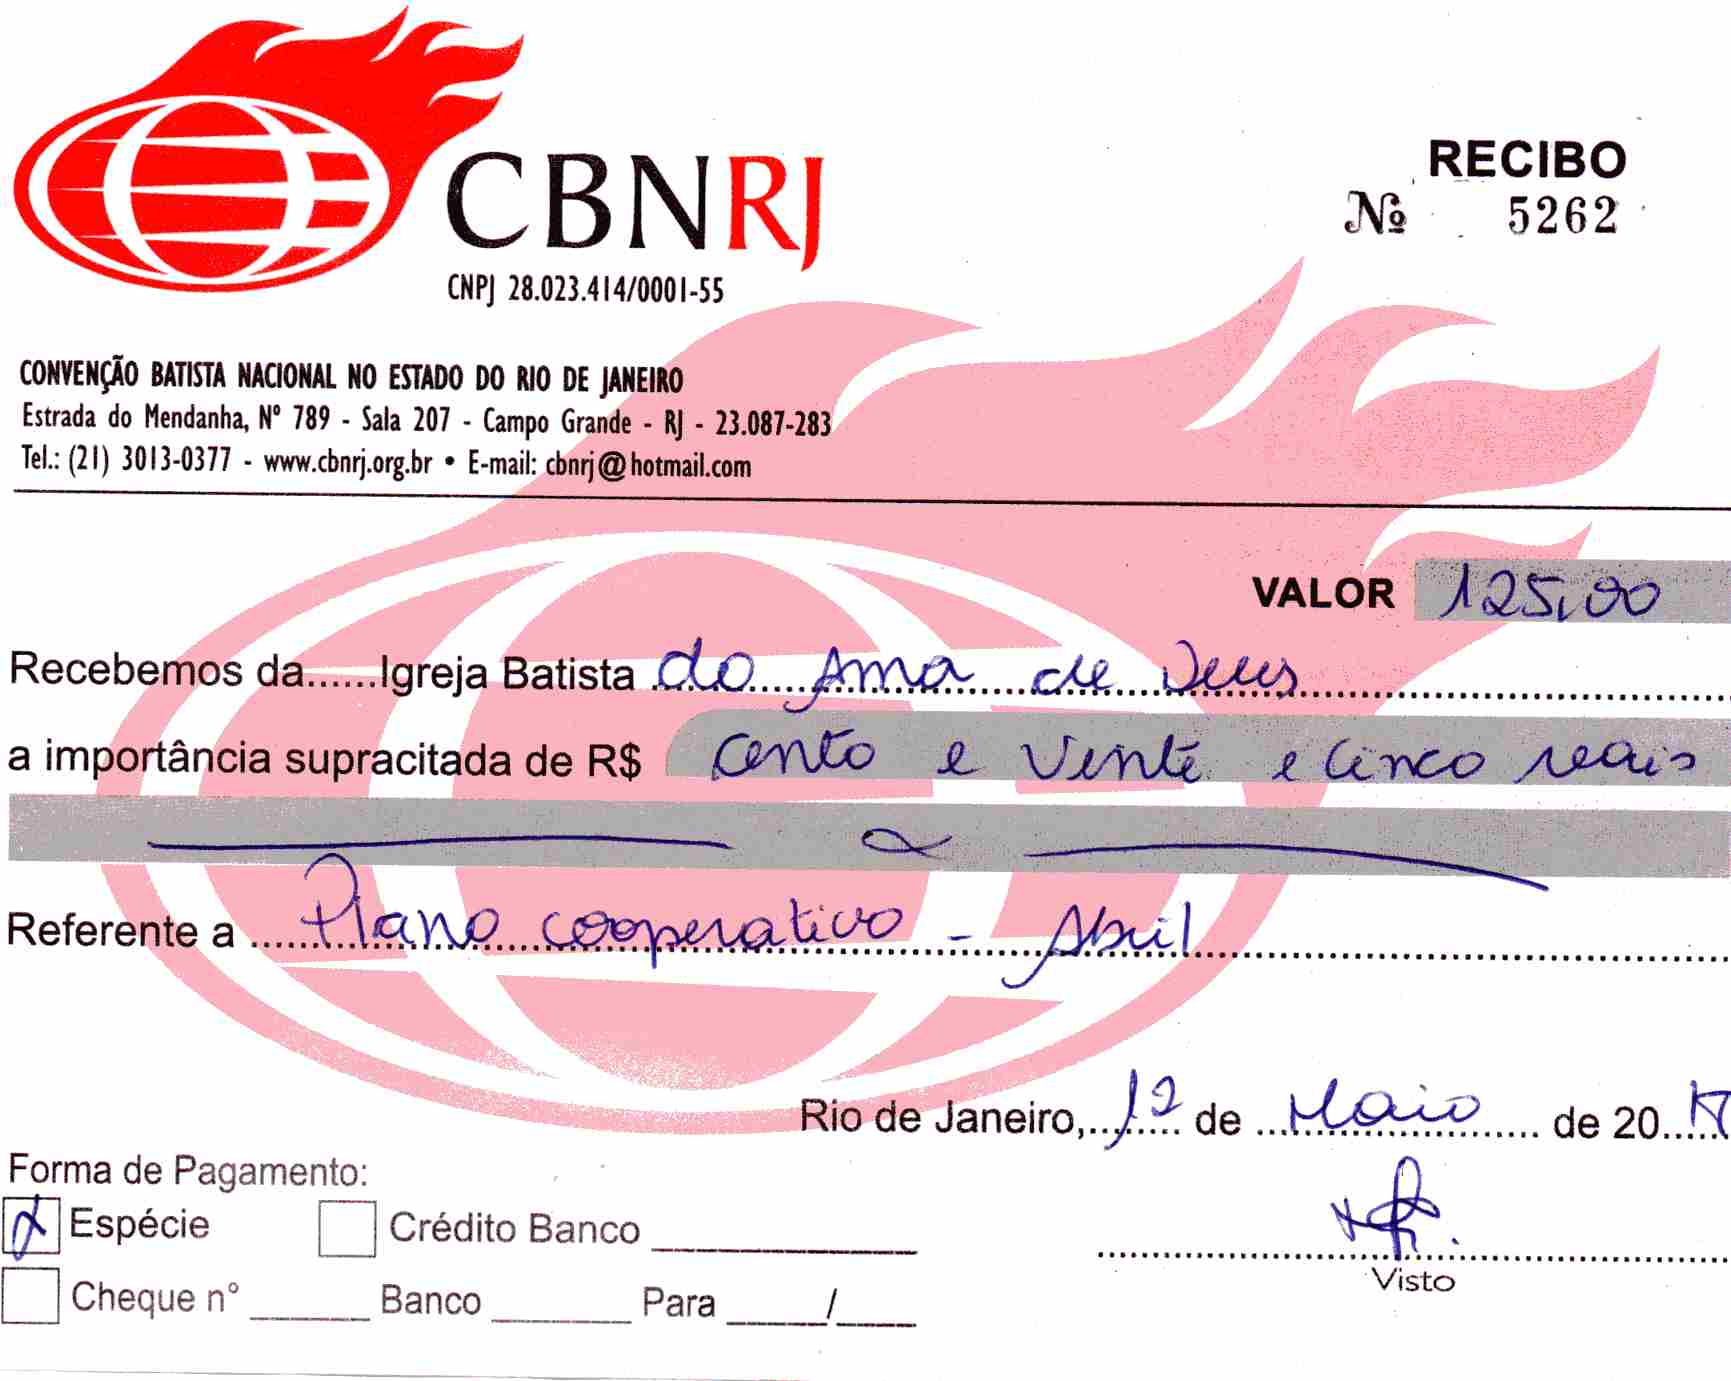 CBNRJ
CNPJ 28.023.414/0001-55
RECIBO
Nº 5262
CONVENÇÃO BATISTA NACIONAL NO ESTADO DO RIO DE JANEIRO
Estrada do Mendanha, Nº 789 - Sala 207 - Campo Grande - RJ - 23.087-283
Tel.: (21) 3013-0377 - www.cbnrj.org.br • E-mail: cbnrj@hotmail.com
VALOR 125,00
Recebemos da......Igreja Batista do Ama de Deus
a importância supracitada de R$ Cento e Vinte e Cinco reais
Referente a Plano cooperativo - Abril
Rio de Janeiro, 12 de Maio de 2017
Forma de Pagamento:
x Espécie Crédito Banco
Cheque nº Banco Para /
Visto